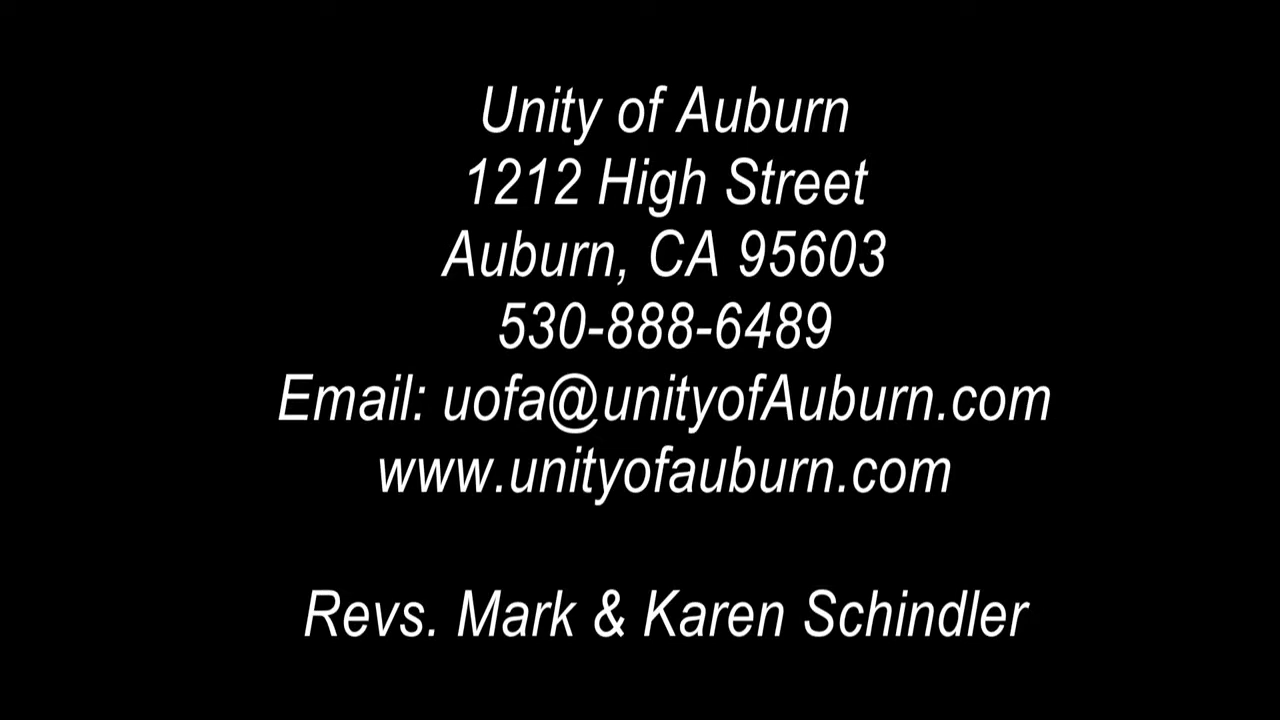 Unity of Auburn
1212 High Street
Auburn, CA 95603
530-888-6489
Email: uofa@unityofAuburn.com
www.unityofauburn.com
Revs. Mark & Karen Schindler